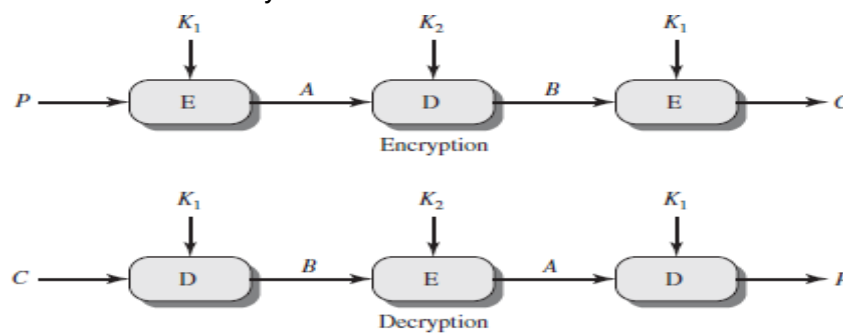 K₁ K₂ K₁
P E A D B E
Encryption
K₁ K₂ K₁
C D B E A D
Decryption